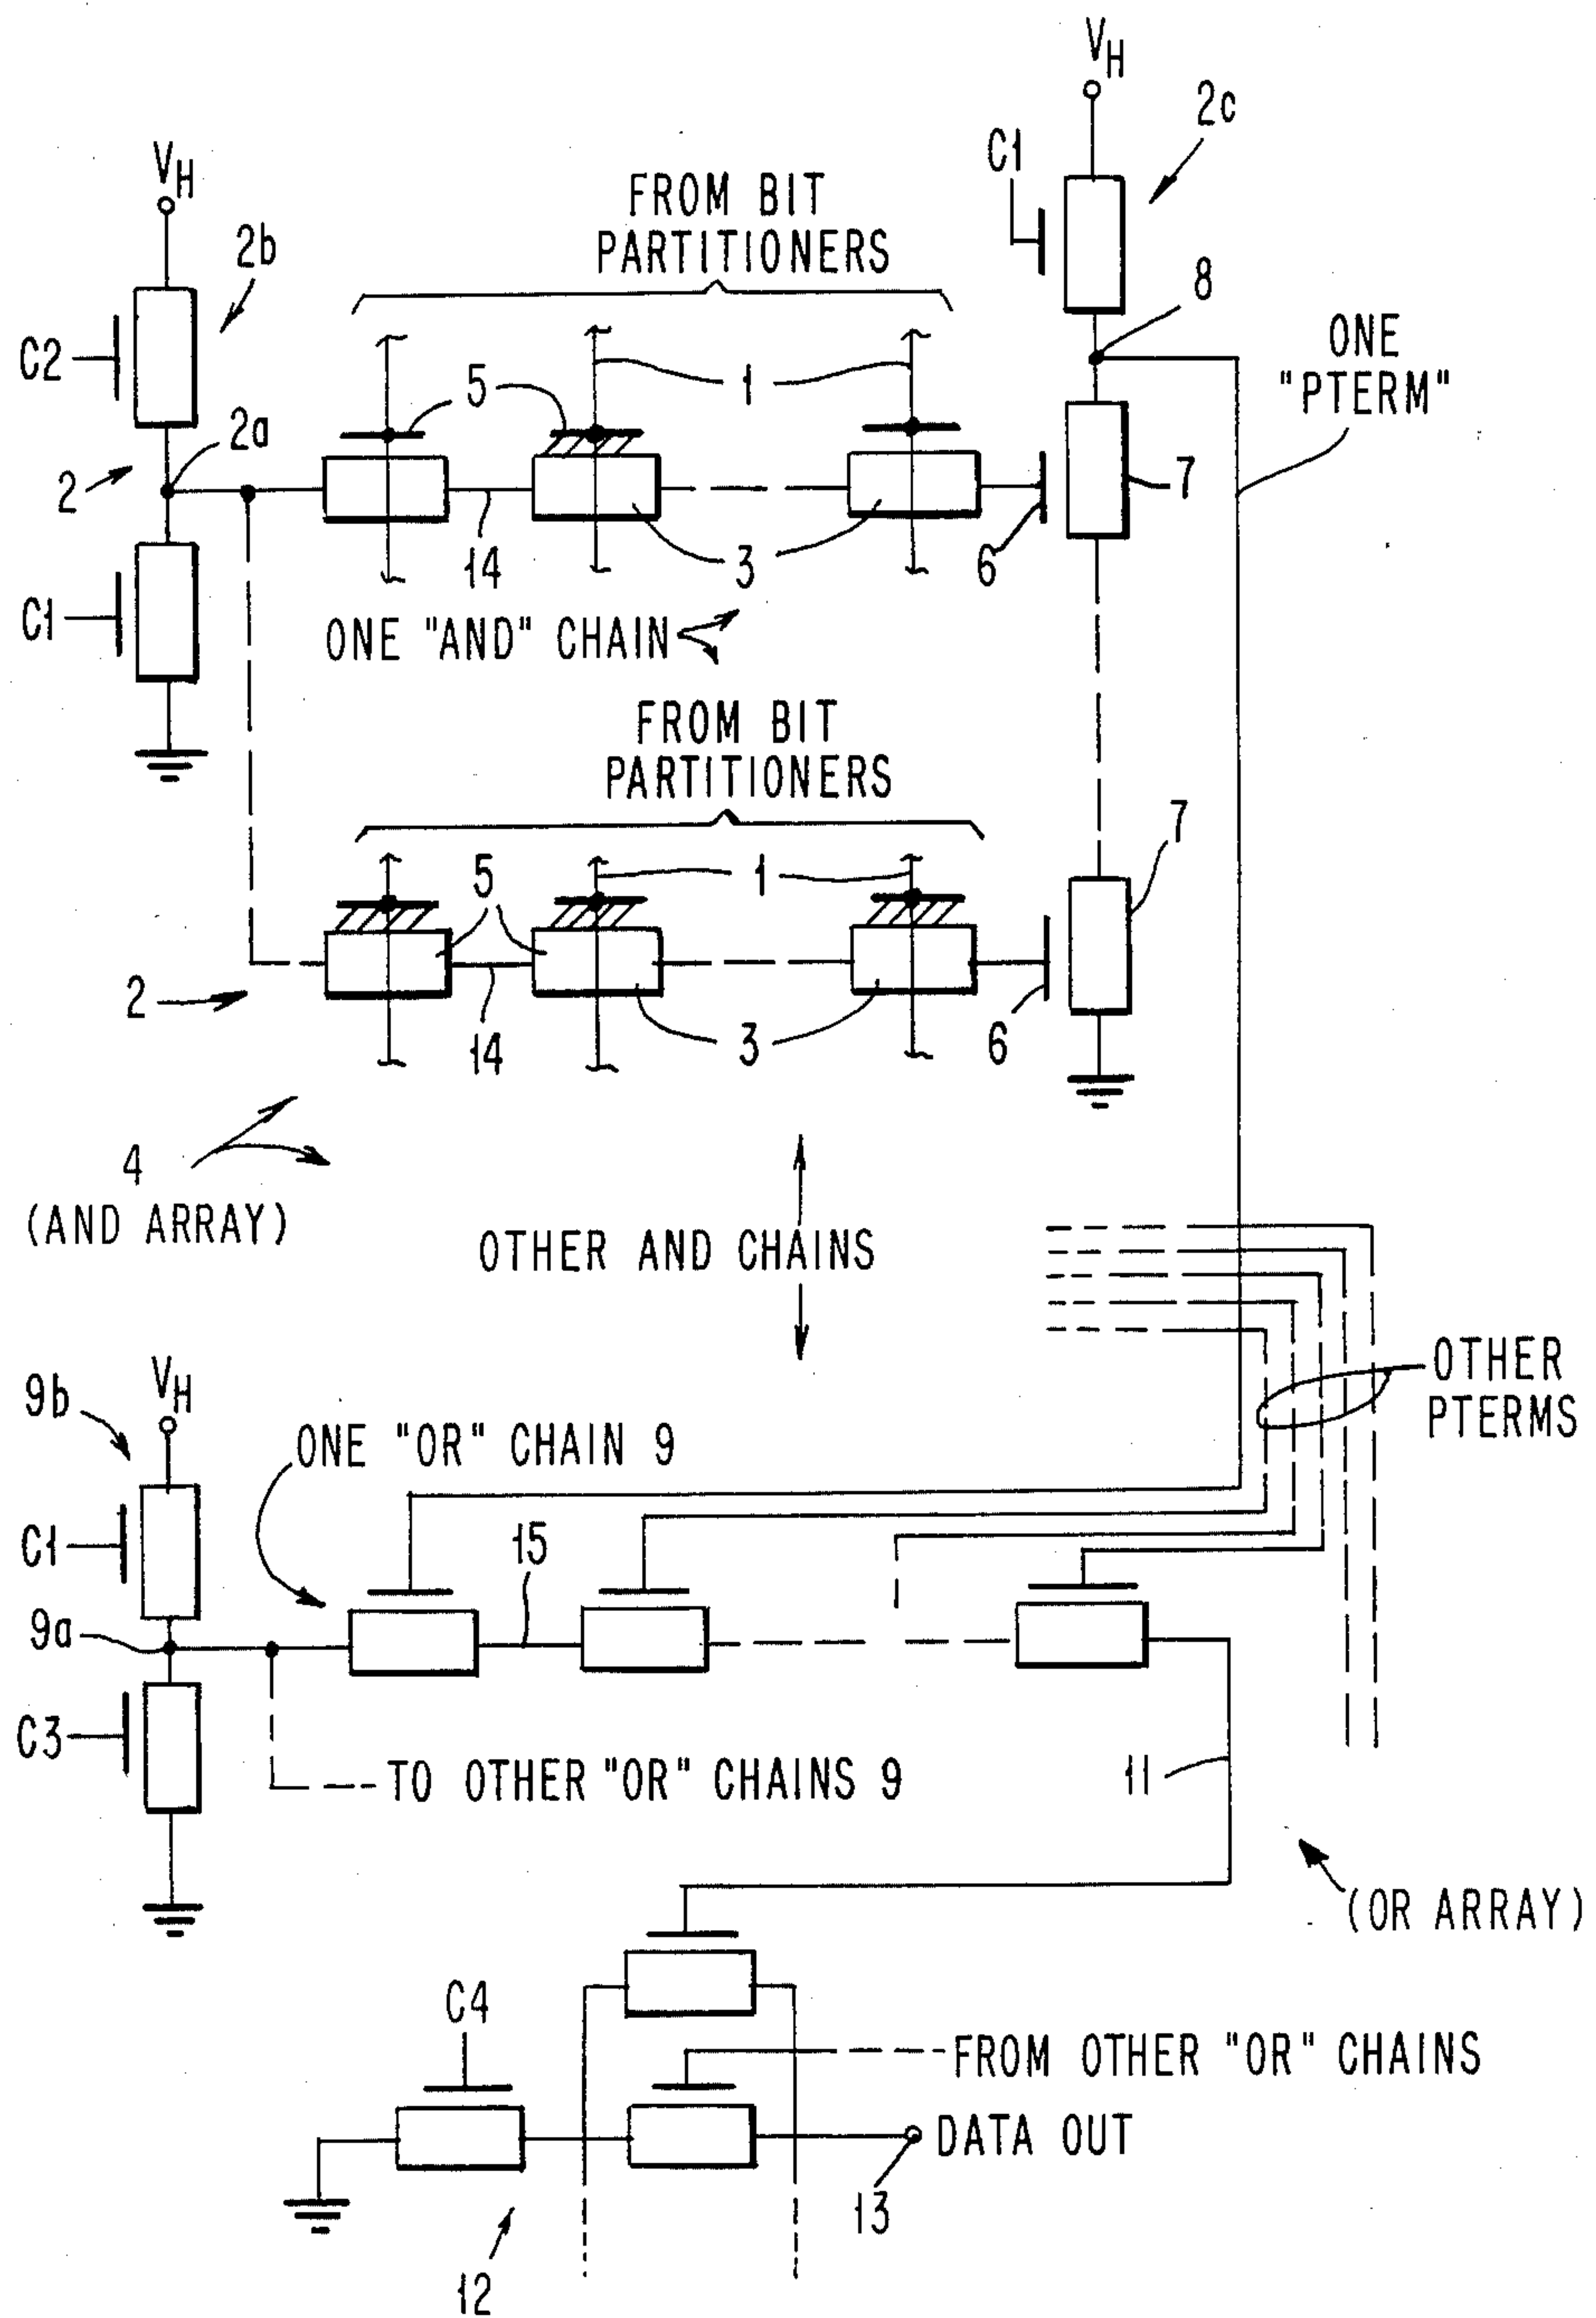 VH
2c
C1
VH
FROM BIT
PARTITIONERS
2b
8
ONE
"PTERM"
C2
5
1
2a
2
7
14
3
6
C1
ONE "AND" CHAIN
FROM BIT
PARTITIONERS
7
5
1
2
14
3
6
4
(AND ARRAY)
OTHER AND CHAINS
OTHER
PTERMS
VH
9b
ONE "OR" CHAIN 9
C1
15
9a
C3
TO OTHER "OR" CHAINS 9
11
(OR ARRAY)
C4
FROM OTHER "OR" CHAINS
DATA OUT
13
12